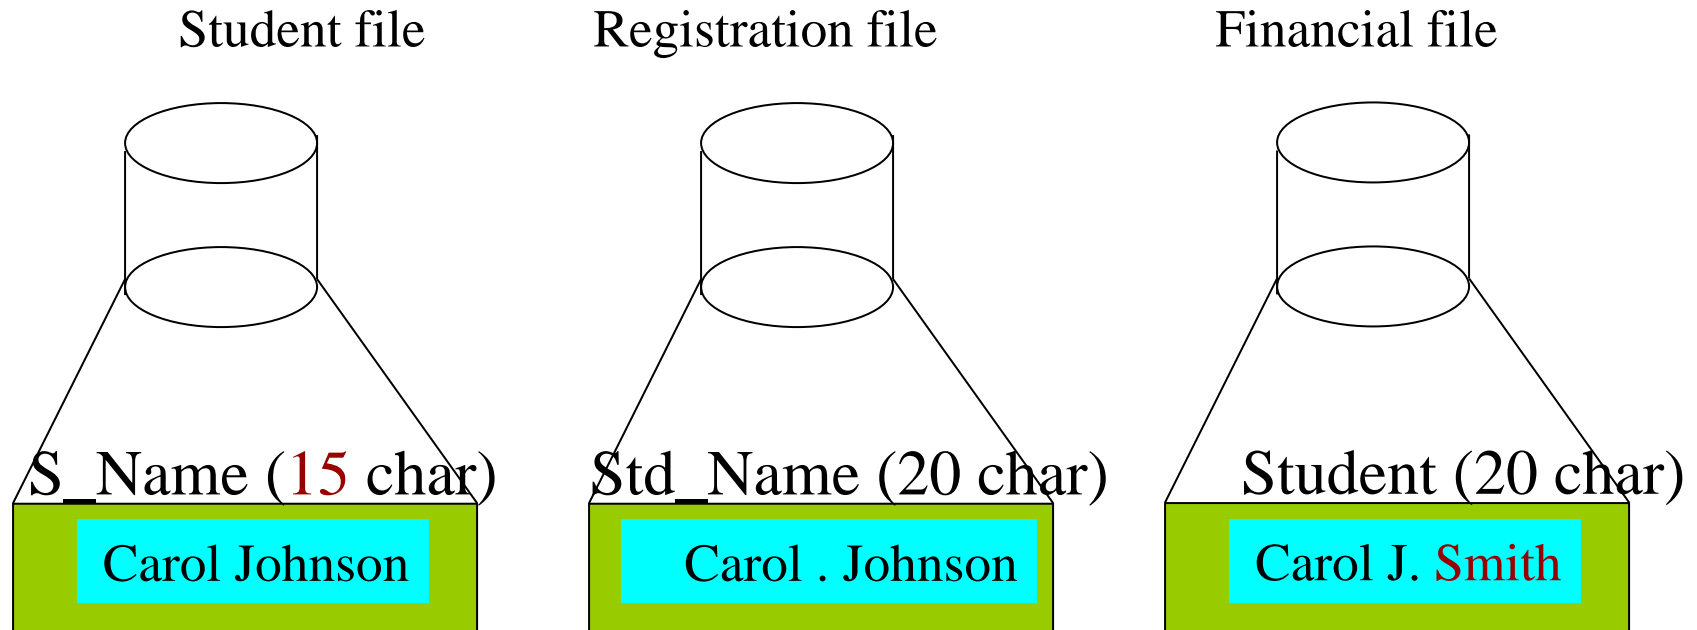 Student file
Registration file
Financial file
S_Name (15 char)
Std_Name (20 char)
Student (20 char)
Carol Johnson
Carol . Johnson
Carol J. Smith